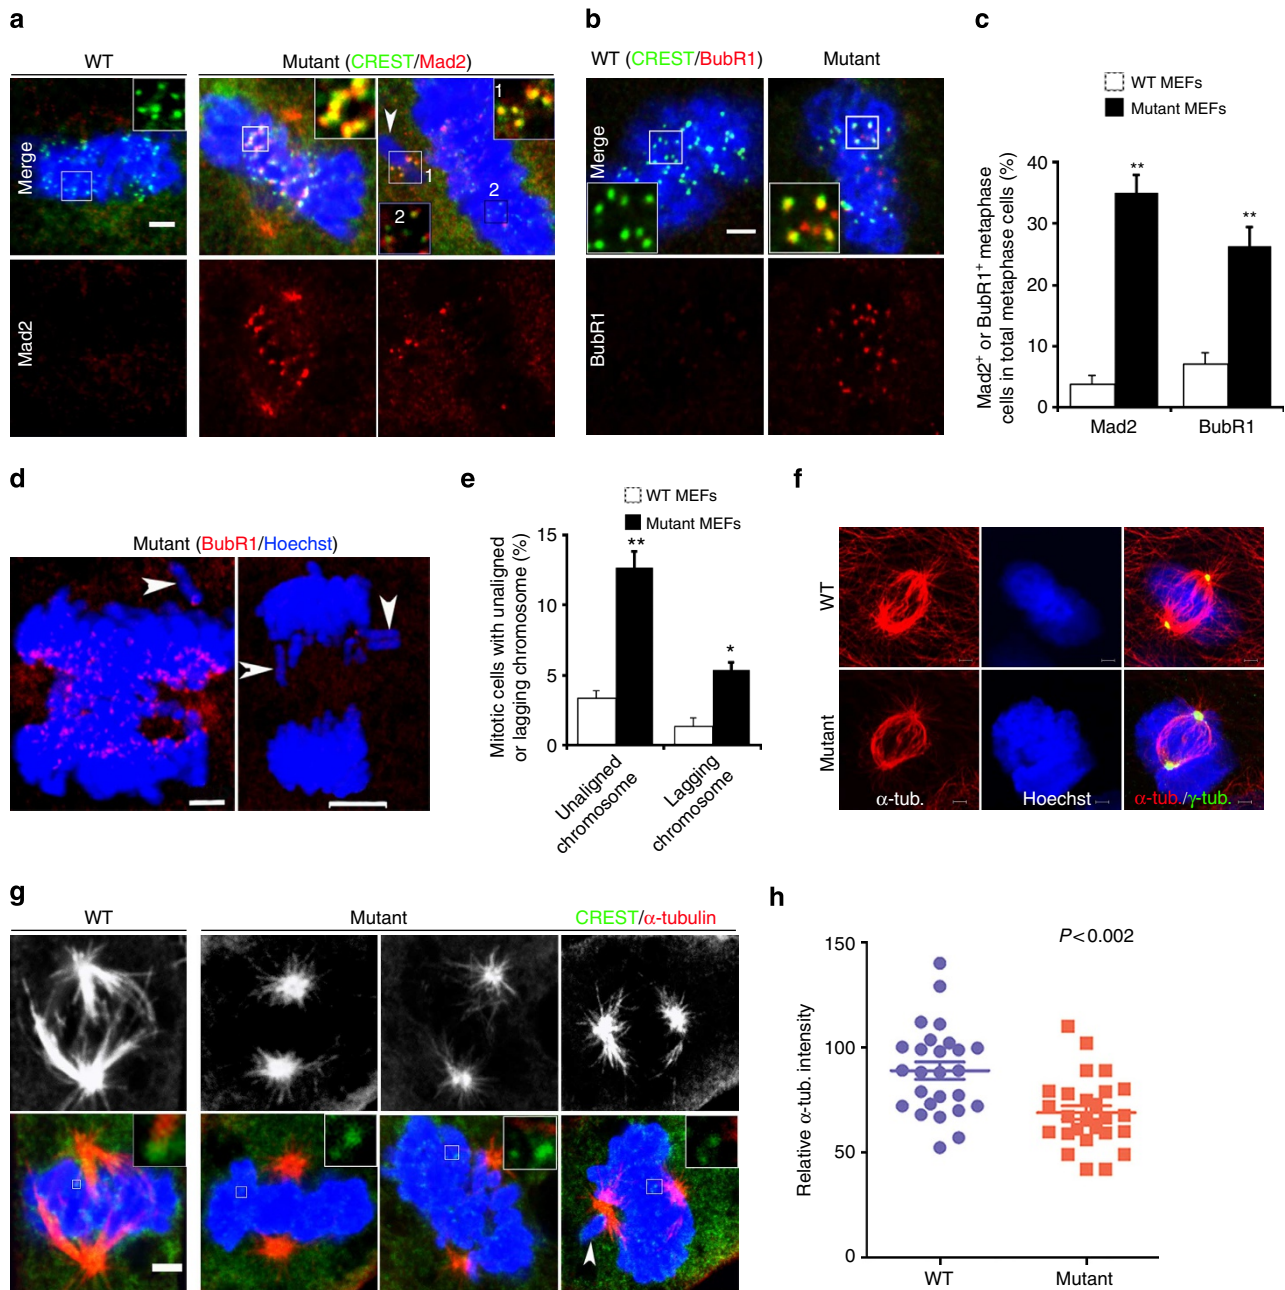 a
WT
Mutant (CREST/Mad2)
Merge
1
1
2
2
Mad2
b
WT (CREST/BubR1)
Mutant
Merge
BubR1
c
WT MEFs
Mutant MEFs
Mad2+ or BubR1+ metaphase
cells in total metaphase cells (%)
40
30
20
10
0
**
**
Mad2
BubR1
d
Mutant (BubR1/Hoechst)
e
WT MEFs
Mutant MEFs
Mitotic cells with unaligned
or lagging chromosome (%)
15
10
5
0
**
*
Unaligned
chromosome
Lagging
chromosome
f
WT
Mutant
α-tub.
Hoechst
α-tub./γ-tub.
g
WT
Mutant
CREST/α-tubulin
h
P<0.002
Relative α-tub. intensity
150
100
50
0
WT
Mutant